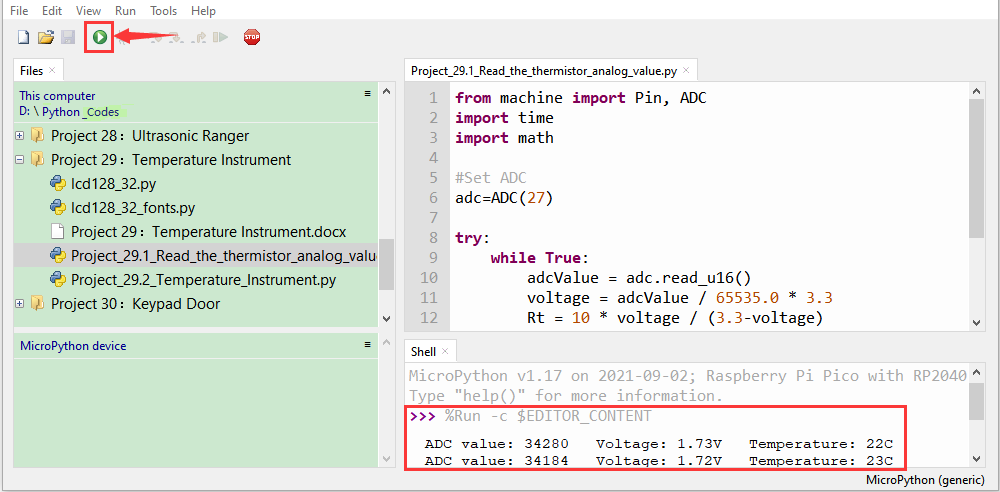 File Edit View Run Tools Help
STOP
Files
This computer
D: \ Python _Codes
Project 28：Ultrasonic Ranger
Project 29：Temperature Instrument
lcd128_32.py
lcd128_32_fonts.py
Project 29：Temperature Instrument.docx
Project_29.1_Read_the_thermistor_analog_valu
Project_29.2_Temperature_Instrument.py
Project 30：Keypad Door
MicroPython device
Project_29.1_Read_the_thermistor_analog_value.py
1 from machine import Pin, ADC
2 import time
3 import math
4
5 #Set ADC
6 adc=ADC(27)
7
8 try:
9 while True:
10 adcValue = adc.read_u16()
11 voltage = adcValue / 65535.0 * 3.3
12 Rt = 10 * voltage / (3.3-voltage)
Shell
MicroPython v1.17 on 2021-09-02; Raspberry Pi Pico with RP2040
Type "help()" for more information.
>>> %Run -c $EDITOR_CONTENT
ADC value: 34280 Voltage: 1.73V Temperature: 22C
ADC value: 34184 Voltage: 1.72V Temperature: 23C
MicroPython (generic)